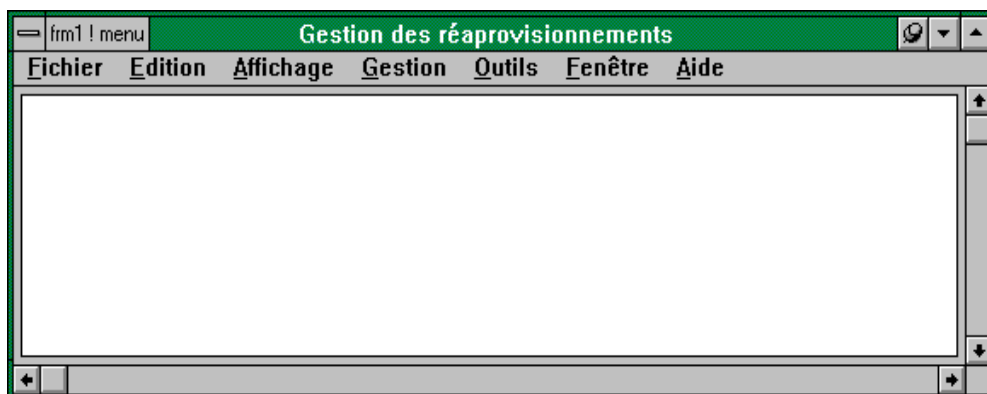 frm1 ! menu Gestion des réaprovisionnements
Fichier Edition Affichage Gestion Outils Fenêtre Aide